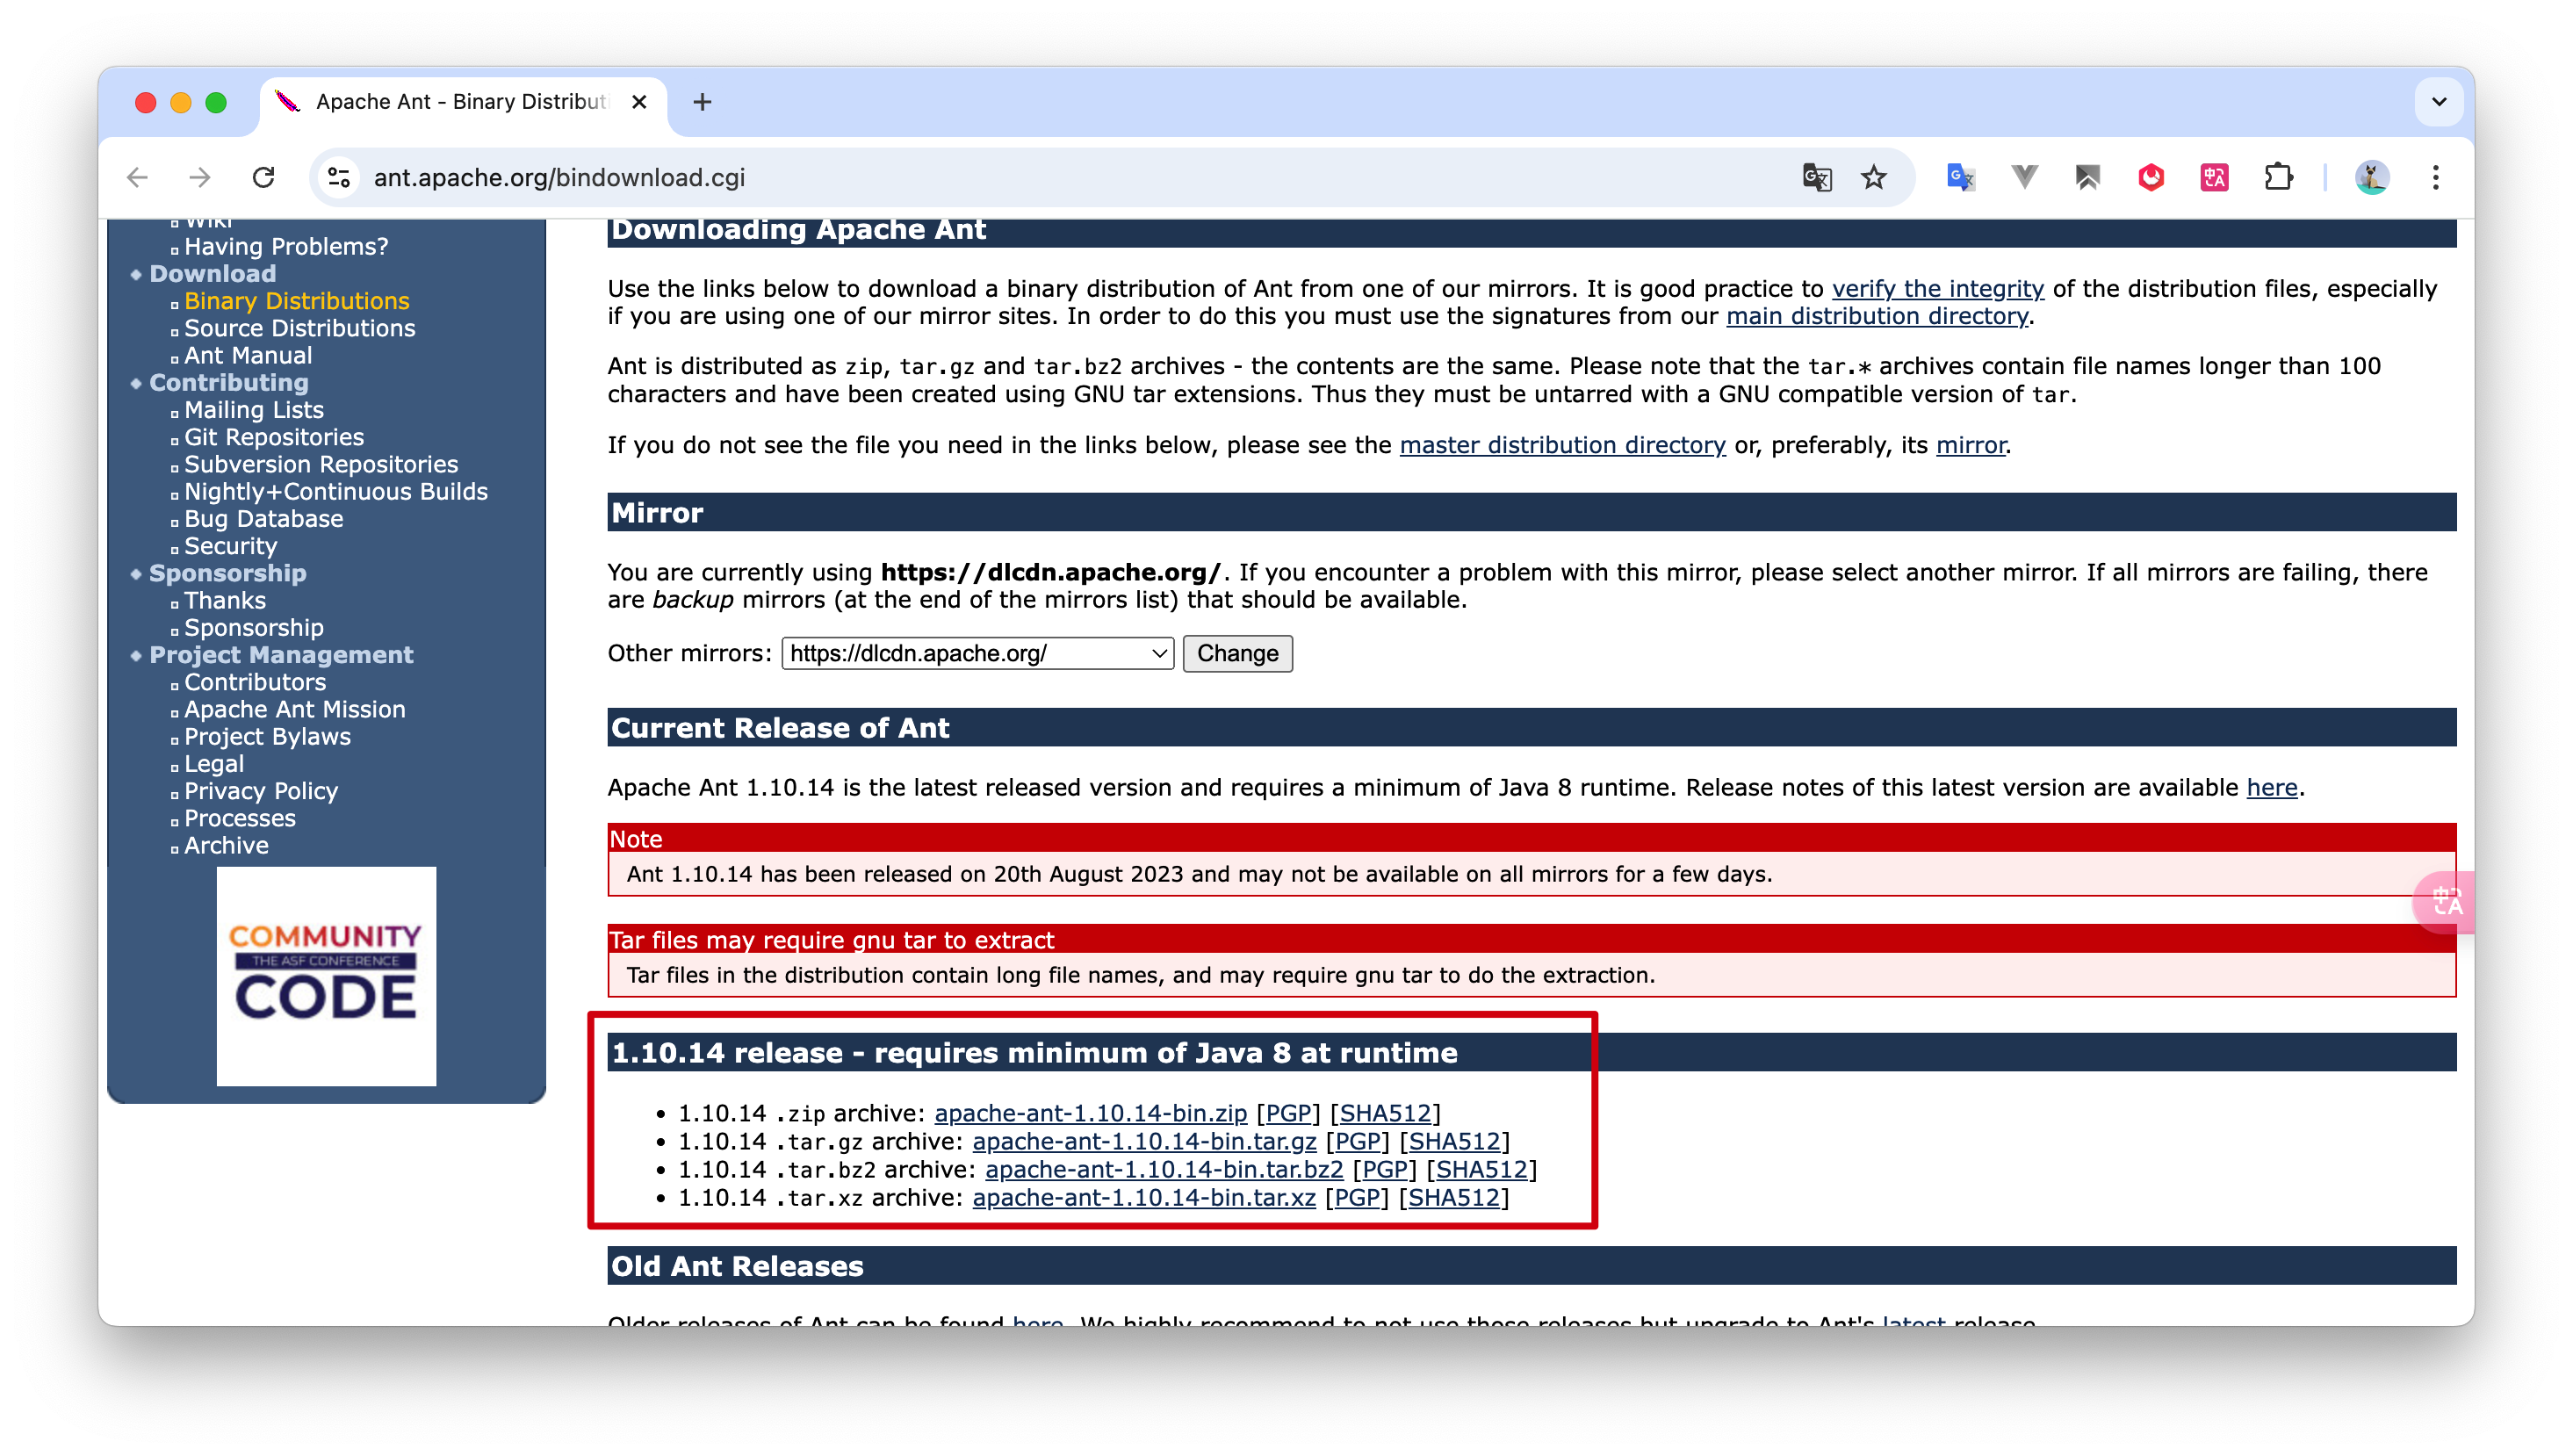 Apache Ant - Binary Distributi
ant.apache.org/bindownload.cgi
Wiki
Having Problems?
Download
Binary Distributions
Source Distributions
Ant Manual
Contributing
Mailing Lists
Git Repositories
Subversion Repositories
Nightly+Continuous Builds
Bug Database
Security
Sponsorship
Thanks
Sponsorship
Project Management
Contributors
Apache Ant Mission
Project Bylaws
Legal
Privacy Policy
Processes
Archive
COMMUNITY
THE ASF CONFERENCE
CODE
Downloading Apache Ant
Use the links below to download a binary distribution of Ant from one of our mirrors. It is good practice to verify the integrity of the distribution files, especially
if you are using one of our mirror sites. In order to do this you must use the signatures from our main distribution directory.
Ant is distributed as zip, tar.gz and tar.bz2 archives - the contents are the same. Please note that the tar.* archives contain file names longer than 100
characters and have been created using GNU tar extensions. Thus they must be untarred with a GNU compatible version of tar.
If you do not see the file you need in the links below, please see the master distribution directory or, preferably, its mirror.
Mirror
You are currently using https://dlcdn.apache.org/. If you encounter a problem with this mirror, please select another mirror. If all mirrors are failing, there
are backup mirrors (at the end of the mirrors list) that should be available.
Other mirrors: https://dlcdn.apache.org/ Change
Current Release of Ant
Apache Ant 1.10.14 is the latest released version and requires a minimum of Java 8 runtime. Release notes of this latest version are available here.
Note
Ant 1.10.14 has been released on 20th August 2023 and may not be available on all mirrors for a few days.
Tar files may require gnu tar to extract
Tar files in the distribution contain long file names, and may require gnu tar to do the extraction.
1.10.14 release - requires minimum of Java 8 at runtime
1.10.14 .zip archive: apache-ant-1.10.14-bin.zip [PGP] [SHA512]
1.10.14 .tar.gz archive: apache-ant-1.10.14-bin.tar.gz [PGP] [SHA512]
1.10.14 .tar.bz2 archive: apache-ant-1.10.14-bin.tar.bz2 [PGP] [SHA512]
1.10.14 .tar.xz archive: apache-ant-1.10.14-bin.tar.xz [PGP] [SHA512]
Old Ant Releases
Older releases of Ant can be found here. We highly recommend to not use those releases but upgrade to Ant's latest release